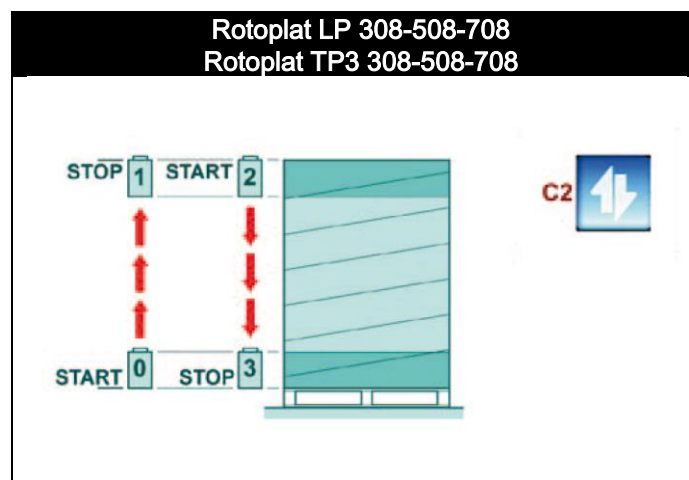 Rotoplat LP 308-508-708
Rotoplat TP3 308-508-708
STOP 1 START 2
C2
START 0 STOP 3